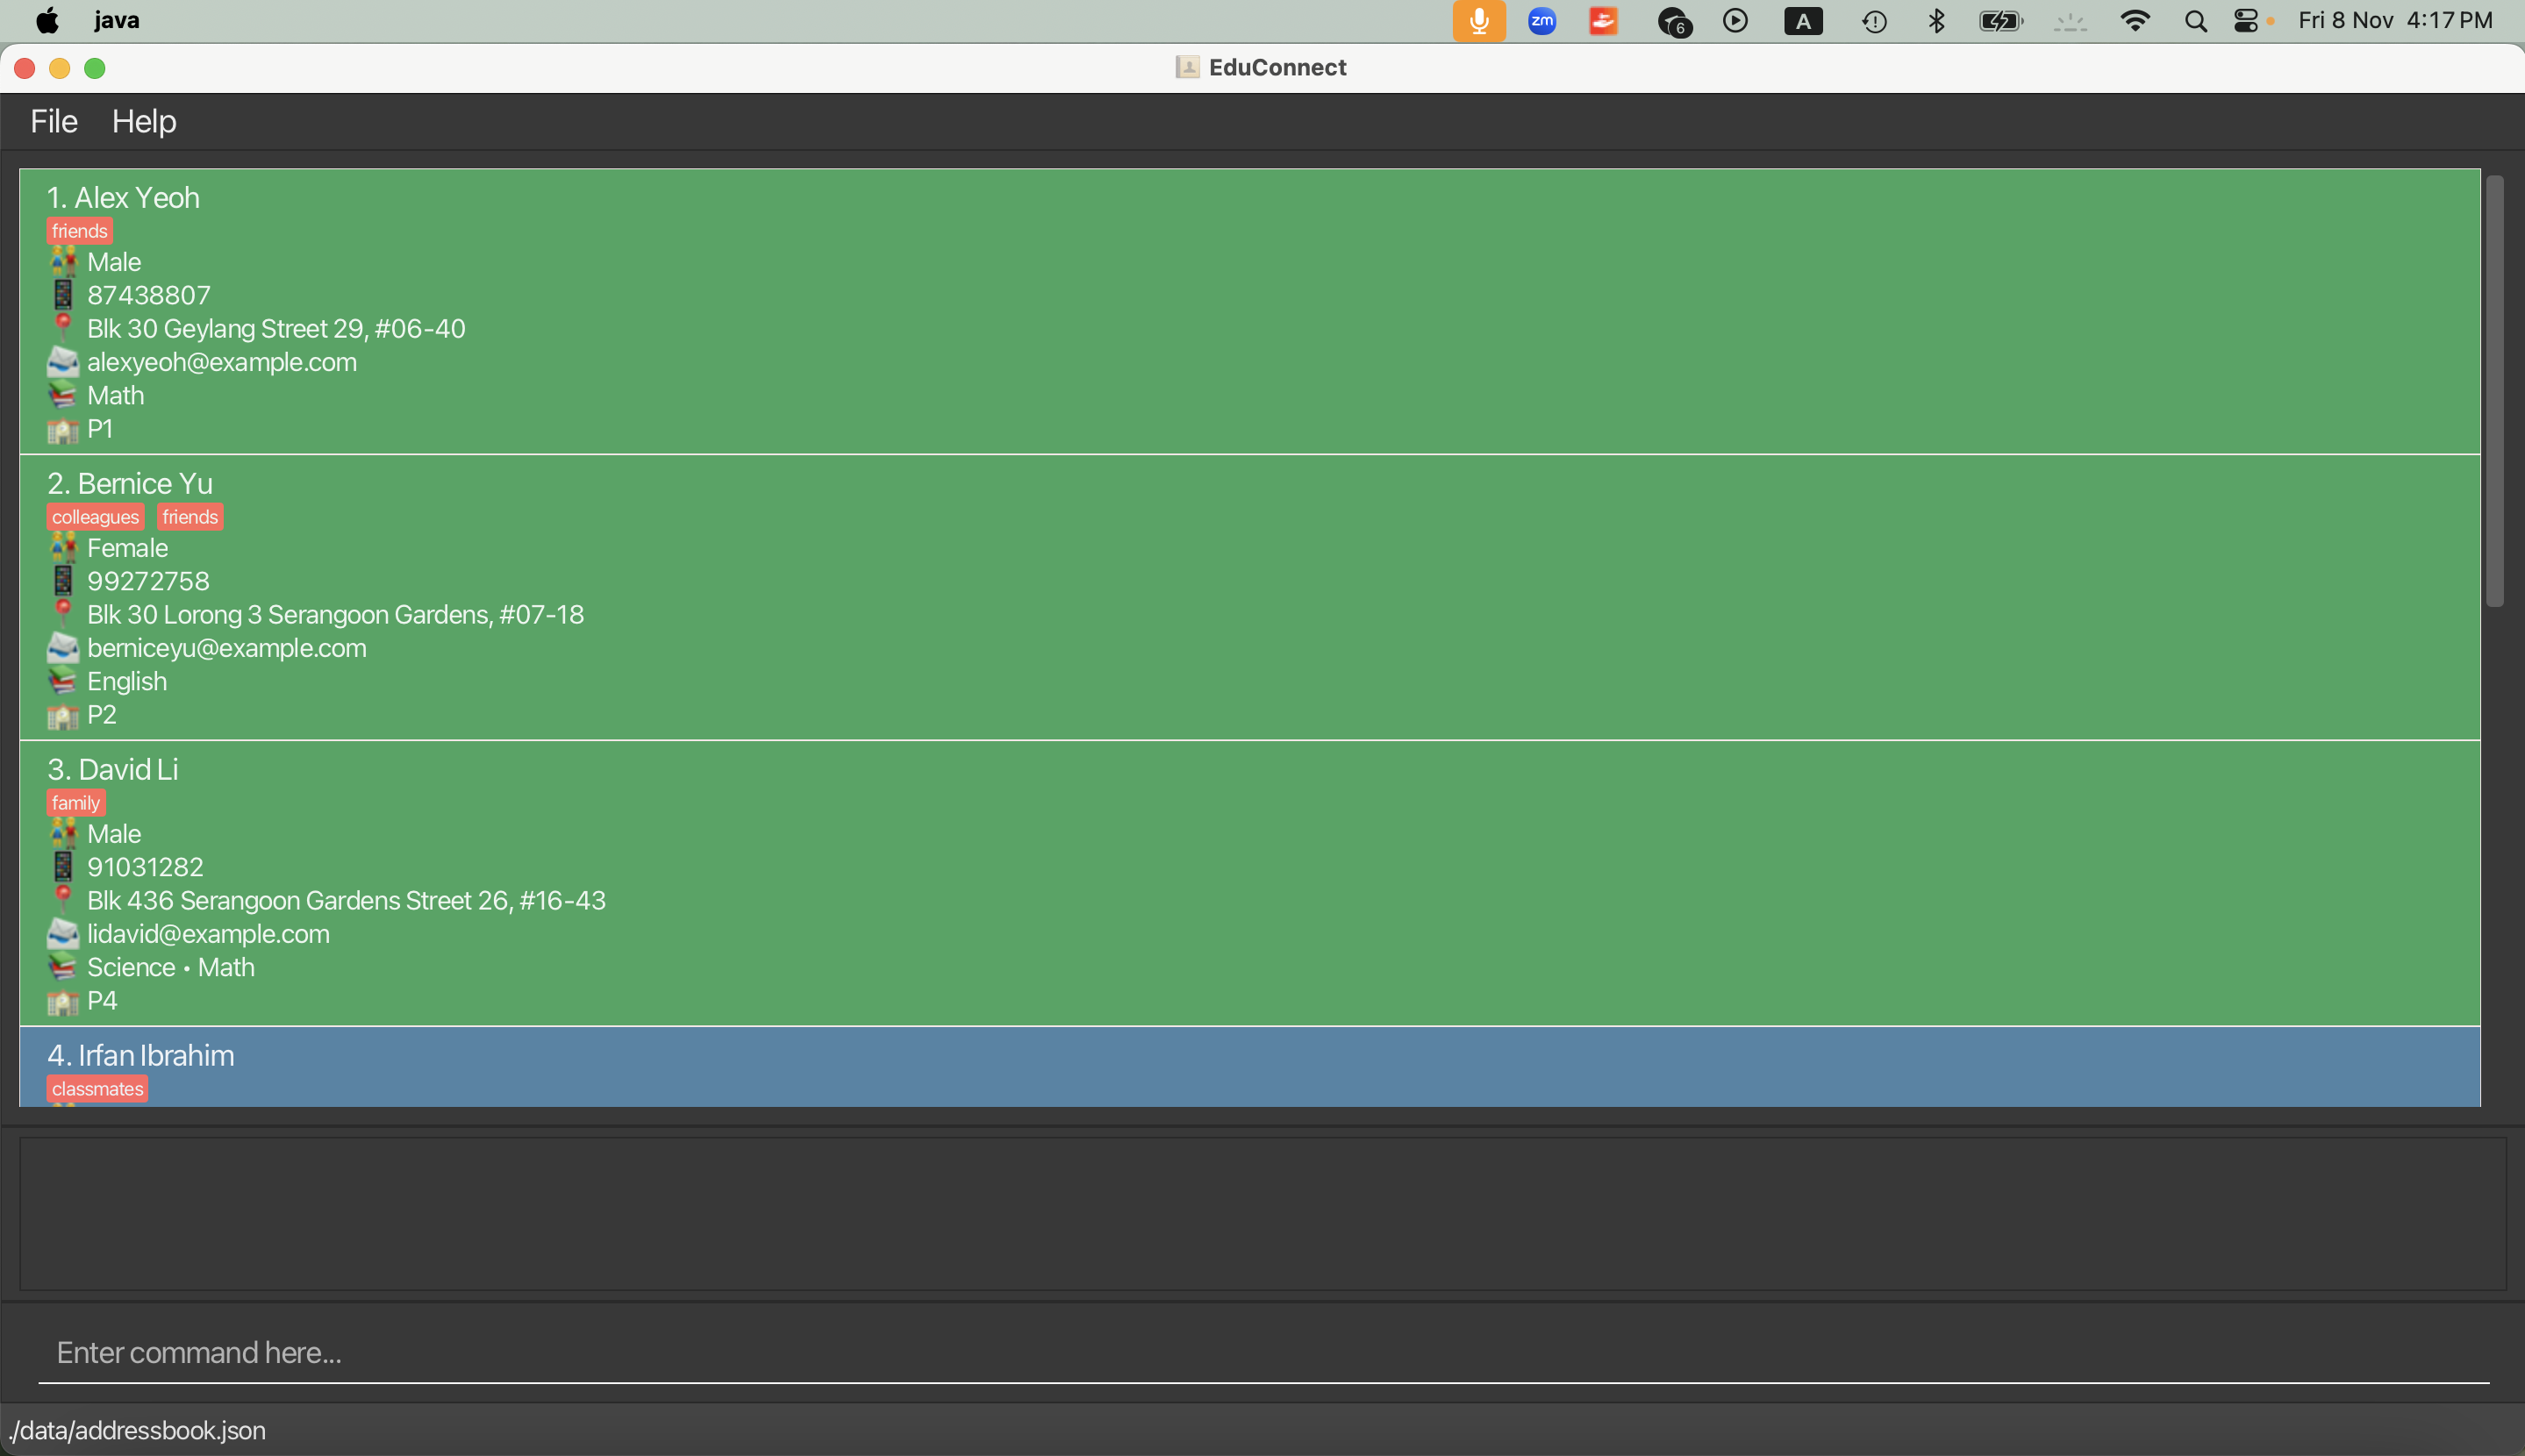 java
zm
6
A
Fri 8 Nov 4:17 PM
EduConnect
File Help
1. Alex Yeoh
friends
Male
87438807
Blk 30 Geylang Street 29, #06-40
alexyeoh@example.com
Math
P1
2. Bernice Yu
colleagues friends
Female
99272758
Blk 30 Lorong 3 Serangoon Gardens, #07-18
berniceyu@example.com
English
P2
3. David Li
family
Male
91031282
Blk 436 Serangoon Gardens Street 26, #16-43
lidavid@example.com
Science • Math
P4
4. Irfan Ibrahim
classmates
Enter command here...
./data/addressbook.json